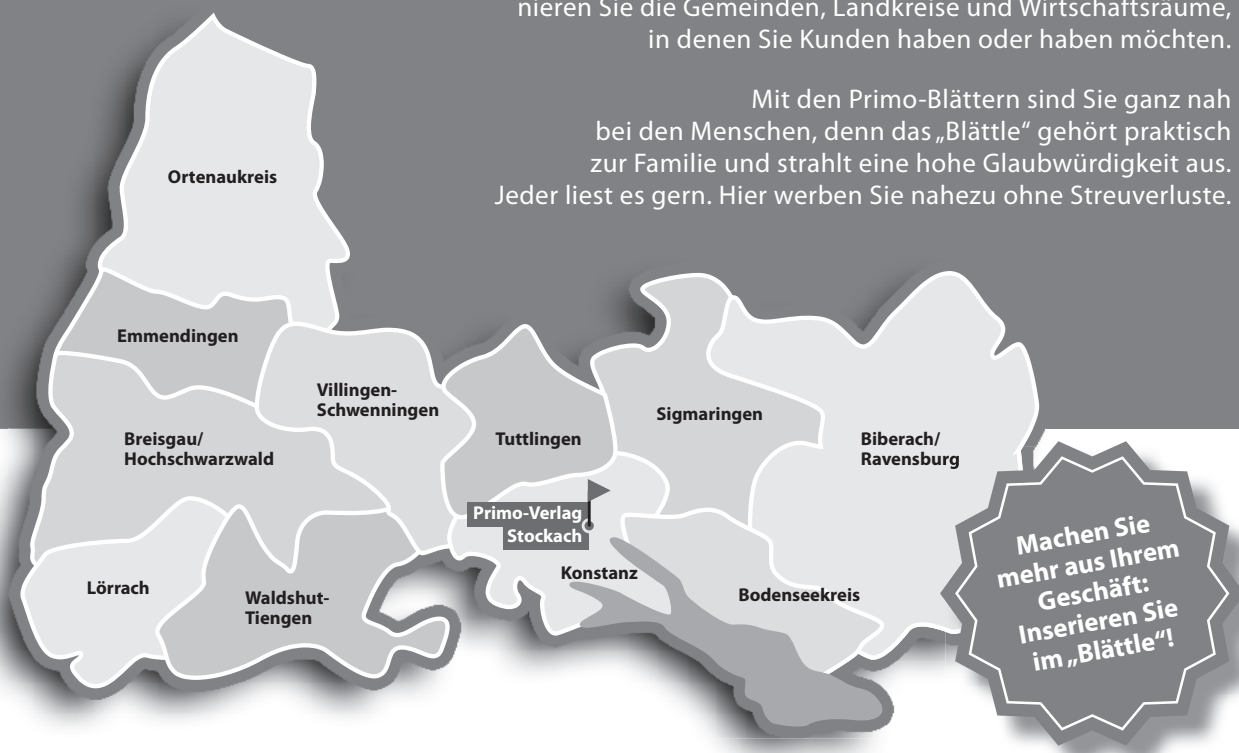 nieren Sie die Gemeinden, Landkreise und Wirtschaftsräume,
in denen Sie Kunden haben oder haben möchten.
Mit den Primo-Blättern sind Sie ganz nah
bei den Menschen, denn das „Blättle“ gehört praktisch
zur Familie und strahlt eine hohe Glaubwürdigkeit aus.
Jeder liest es gern. Hier werben Sie nahezu ohne Streuverluste.
Ortenaukreis
Emmendingen
Villingen-
Schwenningen
Breisgau/
Hochschwarzwald
Tuttlingen
Sigmaringen
Biberach/
Ravensburg
Primo-Verlag
Stockach
Konstanz
Lörrach
Waldshut-
Tiengen
Bodenseekreis
Machen Sie
mehr aus Ihrem
Geschäft:
Inserieren Sie
im „Blättle“!